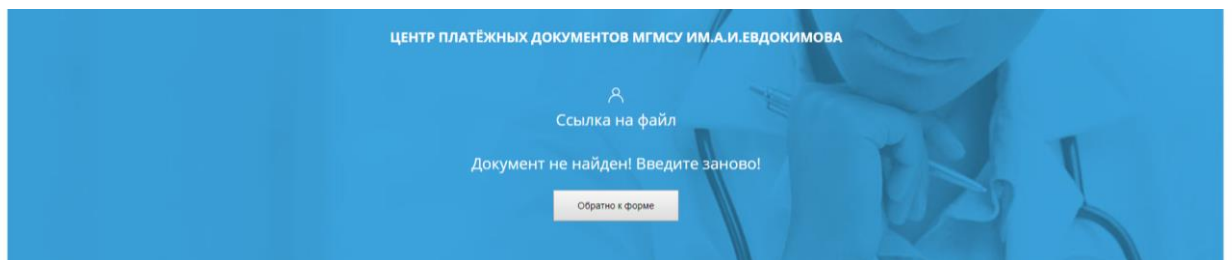 ЦЕНТР ПЛАТЁЖНЫХ ДОКУМЕНТОВ МГМСУ ИМ.А.И.ЕВДОКИМОВА
Ссылка на файл
Документ не найден! Введите заново!
Обратно к форме